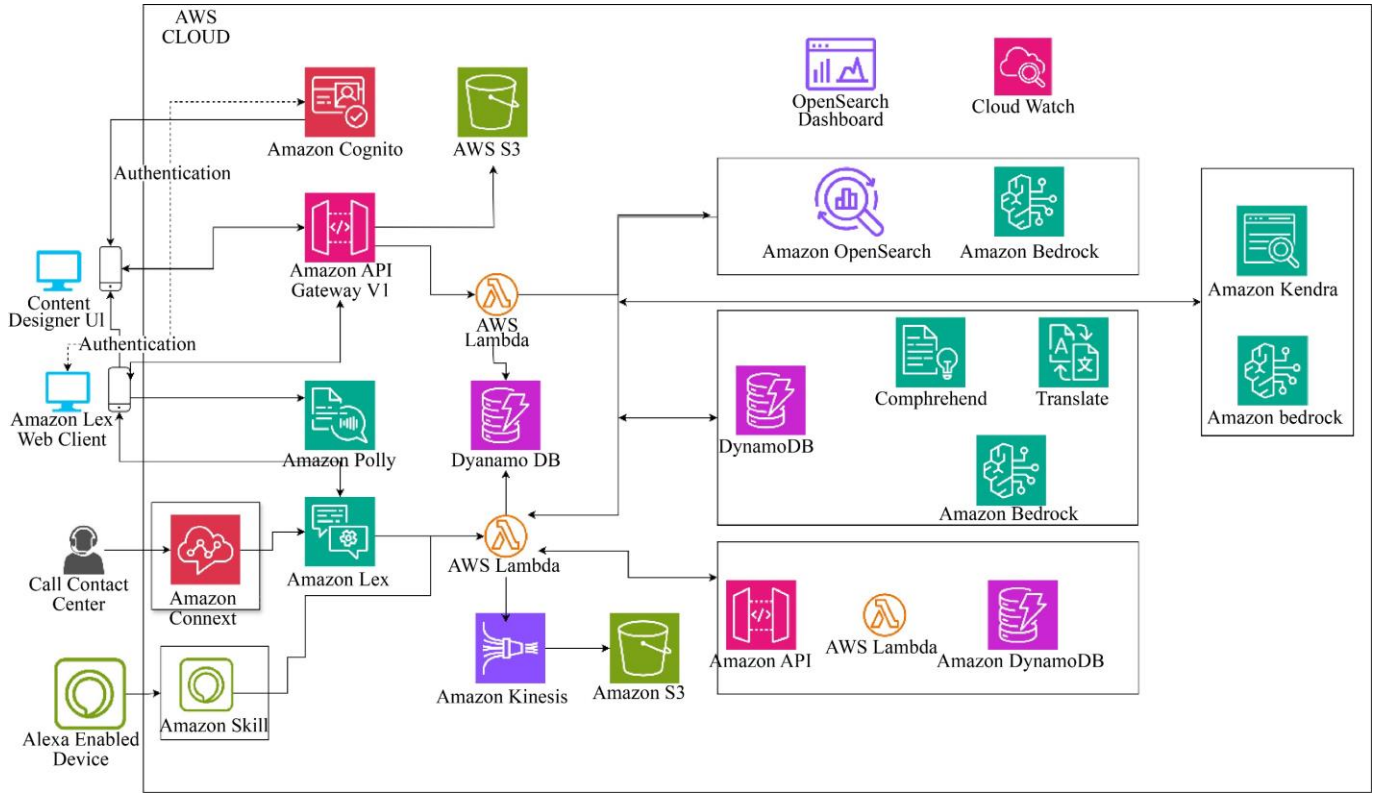 AWS
CLOUD
OpenSearch
Dashboard
Cloud Watch
Amazon Cognito
AWS S3
Authentication
Amazon OpenSearch
Amazon Bedrock
Amazon API
Gateway V1
Amazon Kendra
Content
Designer UI
AWS
Lambda
Authentication
Comphrehend
Translate
Amazon bedrock
Amazon Lex
Web Client
Amazon Polly
Dyanamo DB
DynamoDB
Amazon Bedrock
Call Contact
Center
Amazon
Connext
Amazon Lex
AWS Lambda
Amazon API
AWS Lambda
Amazon DynamoDB
Amazon Kinesis
Amazon S3
Alexa Enabled
Device
Amazon Skill